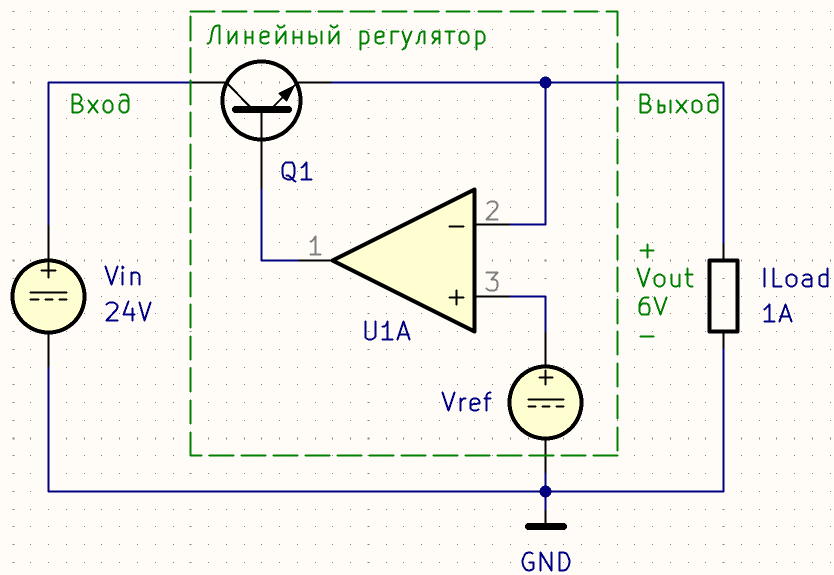 Линейный регулятор
Вход
Выход
Q1
2
1
3
+
Vin
24V
+
Vout
6V
–
ILoad
1A
–
+
U1A
Vref
+
GND